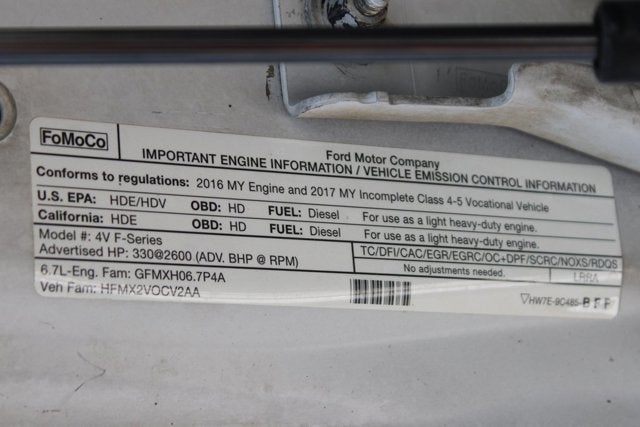 FoMoCo
Ford Motor Company
IMPORTANT ENGINE INFORMATION / VEHICLE EMISSION CONTROL INFORMATION
Conforms to regulations: 2016 MY Engine and 2017 MY Incomplete Class 4-5 Vocational Vehicle
U.S. EPA: HDE/HDV OBD: HD FUEL: Diesel For use as a light heavy-duty engine.
California: HDE OBD: HD FUEL: Diesel For use as a light heavy-duty engine.
Model #: 4V F-Series
Advertised HP: 330@2600 (ADV. BHP @ RPM)
TC/DFI/CAC/EGR/EGRC/OC+DPF/SCRC/NOXS/RDQS
No adjustments needed.
6.7L-Eng. Fam: GFMXH06.7P4A
Veh Fam: HFMX2VOCV2AA
HW7E-9C485-